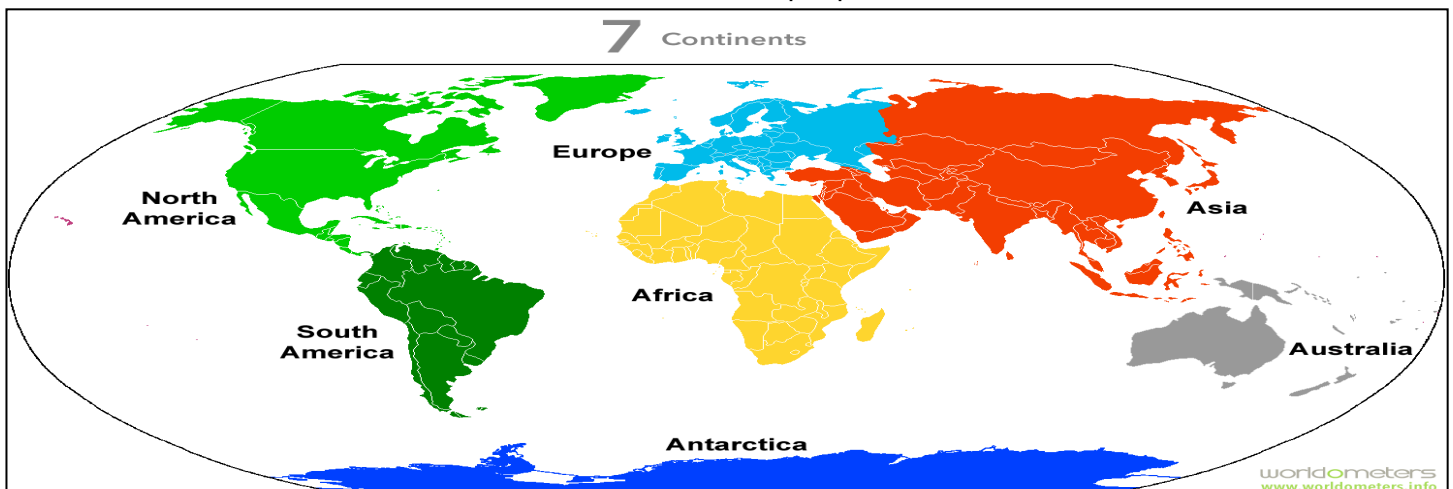 7 Continents
Europe
North
America
Asia
Africa
South
America
Australia
Antarctica
worldometers
www.worldometers.info